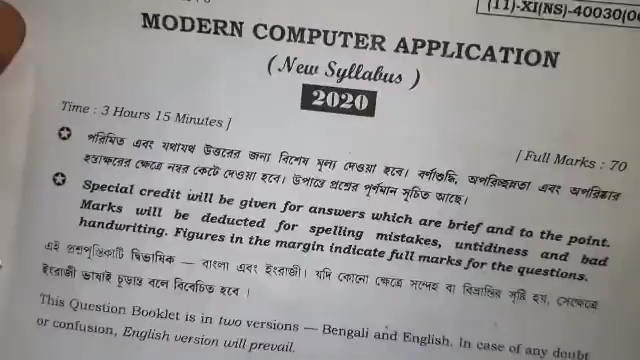 (11)-XI(NS)-40030
MODERN COMPUTER APPLICATION
(New Syllabus)
2020
Time : 3 Hours 15 Minutes ]
[ Full Marks : 70
পরিমিত এবং যথাযথ উত্তরের জন্য বিশেষ মূল্য দেওয়া হবে। বর্ণাশুদ্ধি, অপরিচ্ছন্নতা এবং অপরিষ্কার
হস্তাক্ষরের ক্ষেত্রে নম্বর কেটে দেওয়া হবে। উপান্তে প্রশ্নের পূর্ণমান সূচিত আছে।
Special credit will be given for answers which are brief and to the point.
Marks will be deducted for spelling mistakes, untidiness and bad
handwriting. Figures in the margin indicate full marks for the questions.
এই প্রশ্নপুস্তিকাটি দ্বিভাষিক — বাংলা এবং ইংরাজী। যদি কোনো ক্ষেত্রে সন্দেহ বা বিভ্রান্তির সৃষ্টি হয়, সেক্ষেত্রে
ইংরাজী ভাষাই চূড়ান্ত বলে বিবেচিত হবে ।
This Question Booklet is in two versions — Bengali and English. In case of any doubt
or confusion, English version will prevail.